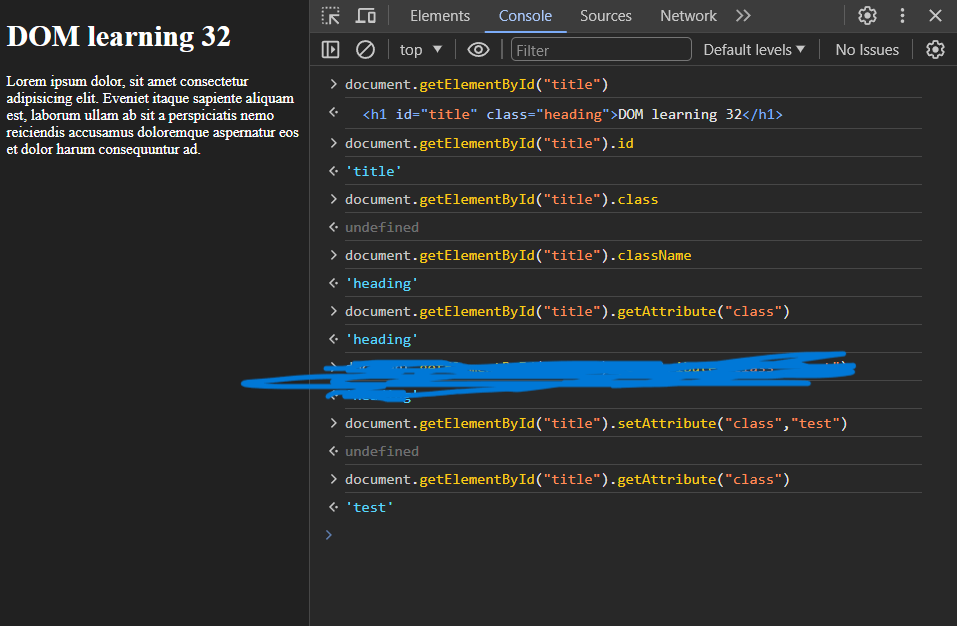 DOM learning 32
Lorem ipsum dolor, sit amet consectetur
adipisicing elit. Eveniet itaque sapiente aliquam
est, laborum ullam ab sit a perspiciatis nemo
reiciendis accusamus doloremque aspernatur eos
et dolor harum consequuntur ad.
Elements Console Sources Network
top Filter Default levels No Issues
document.getElementById("title")
<h1 id="title" class="heading">DOM learning 32</h1>
document.getElementById("title").id
'title'
document.getElementById("title").class
undefined
document.getElementById("title").className
'heading'
document.getElementById("title").getAttribute("class")
'heading'
document.getElementById("title").setAttribute("class","test")
undefined
document.getElementById("title").getAttribute("class")
'test'